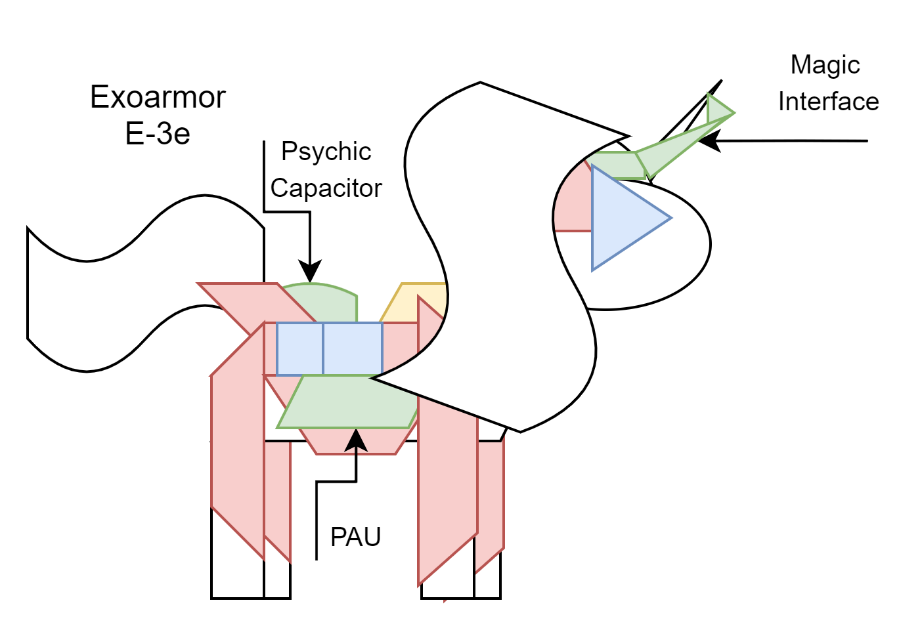 Exoarmor
E-3e
Psychic
Capacitor
Magic
Interface
PAU